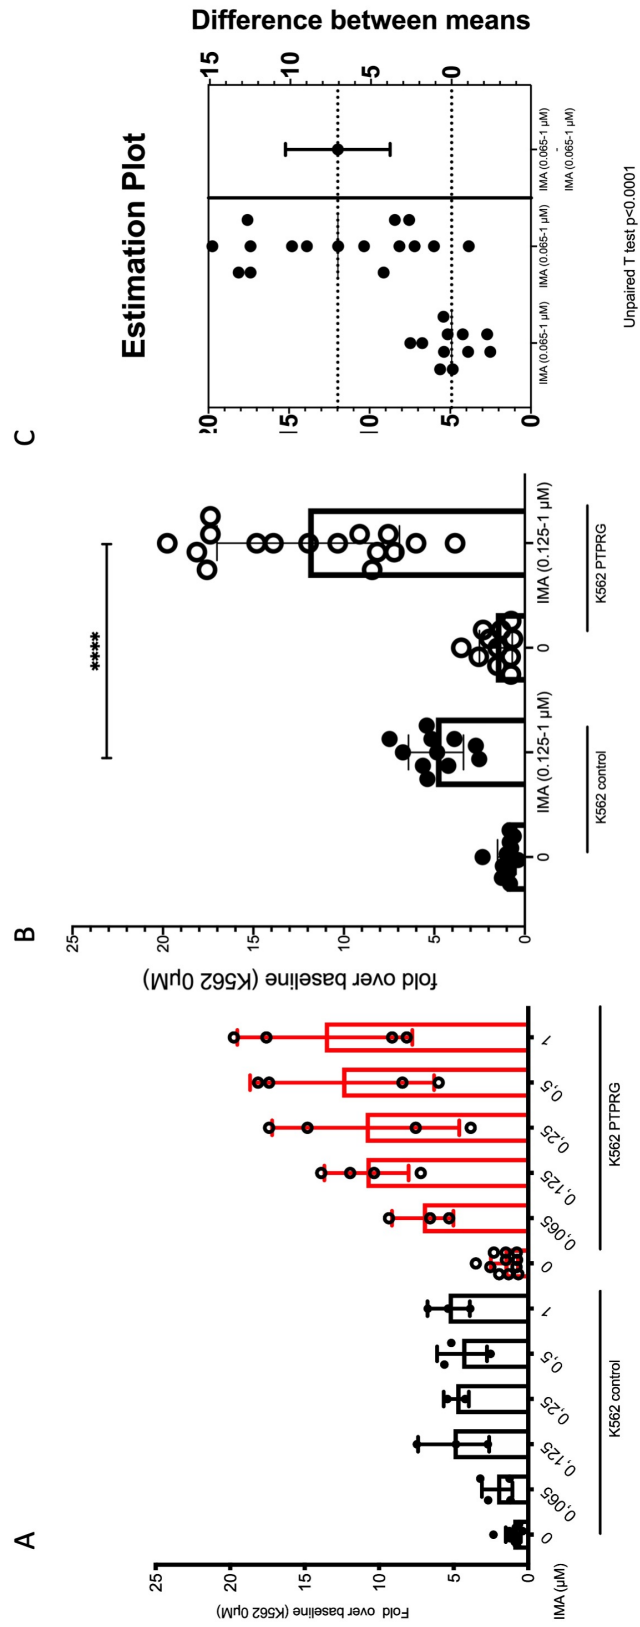 A
Fold over baseline (K562 0µM)
25
20
15
10
5
0
IMA (µM)
0
0,065
0,125
0,25
0,5
1
0
0,065
0,125
0,25
0,5
1
K562 control
K562 PTPRG
B
fold over baseline (K562 0µM)
25
20
15
10
5
0
****
0
IMA (0.125-1 µM)
0
IMA (0.125-1 µM)
K562 control
K562 PTPRG
C
Estimation Plot
20
15
10
5
0
15
10
5
0
Difference between means
IMA (0.065-1 µM)
IMA (0.065-1 µM)
IMA (0.065-1 µM)
-
IMA (0.065-1 µM)
Unpaired T test p<0.0001